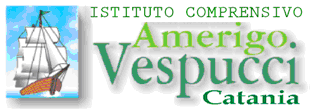 ISTITUTO COMPRENSIVO
Amerigo
Vespucci
Catania